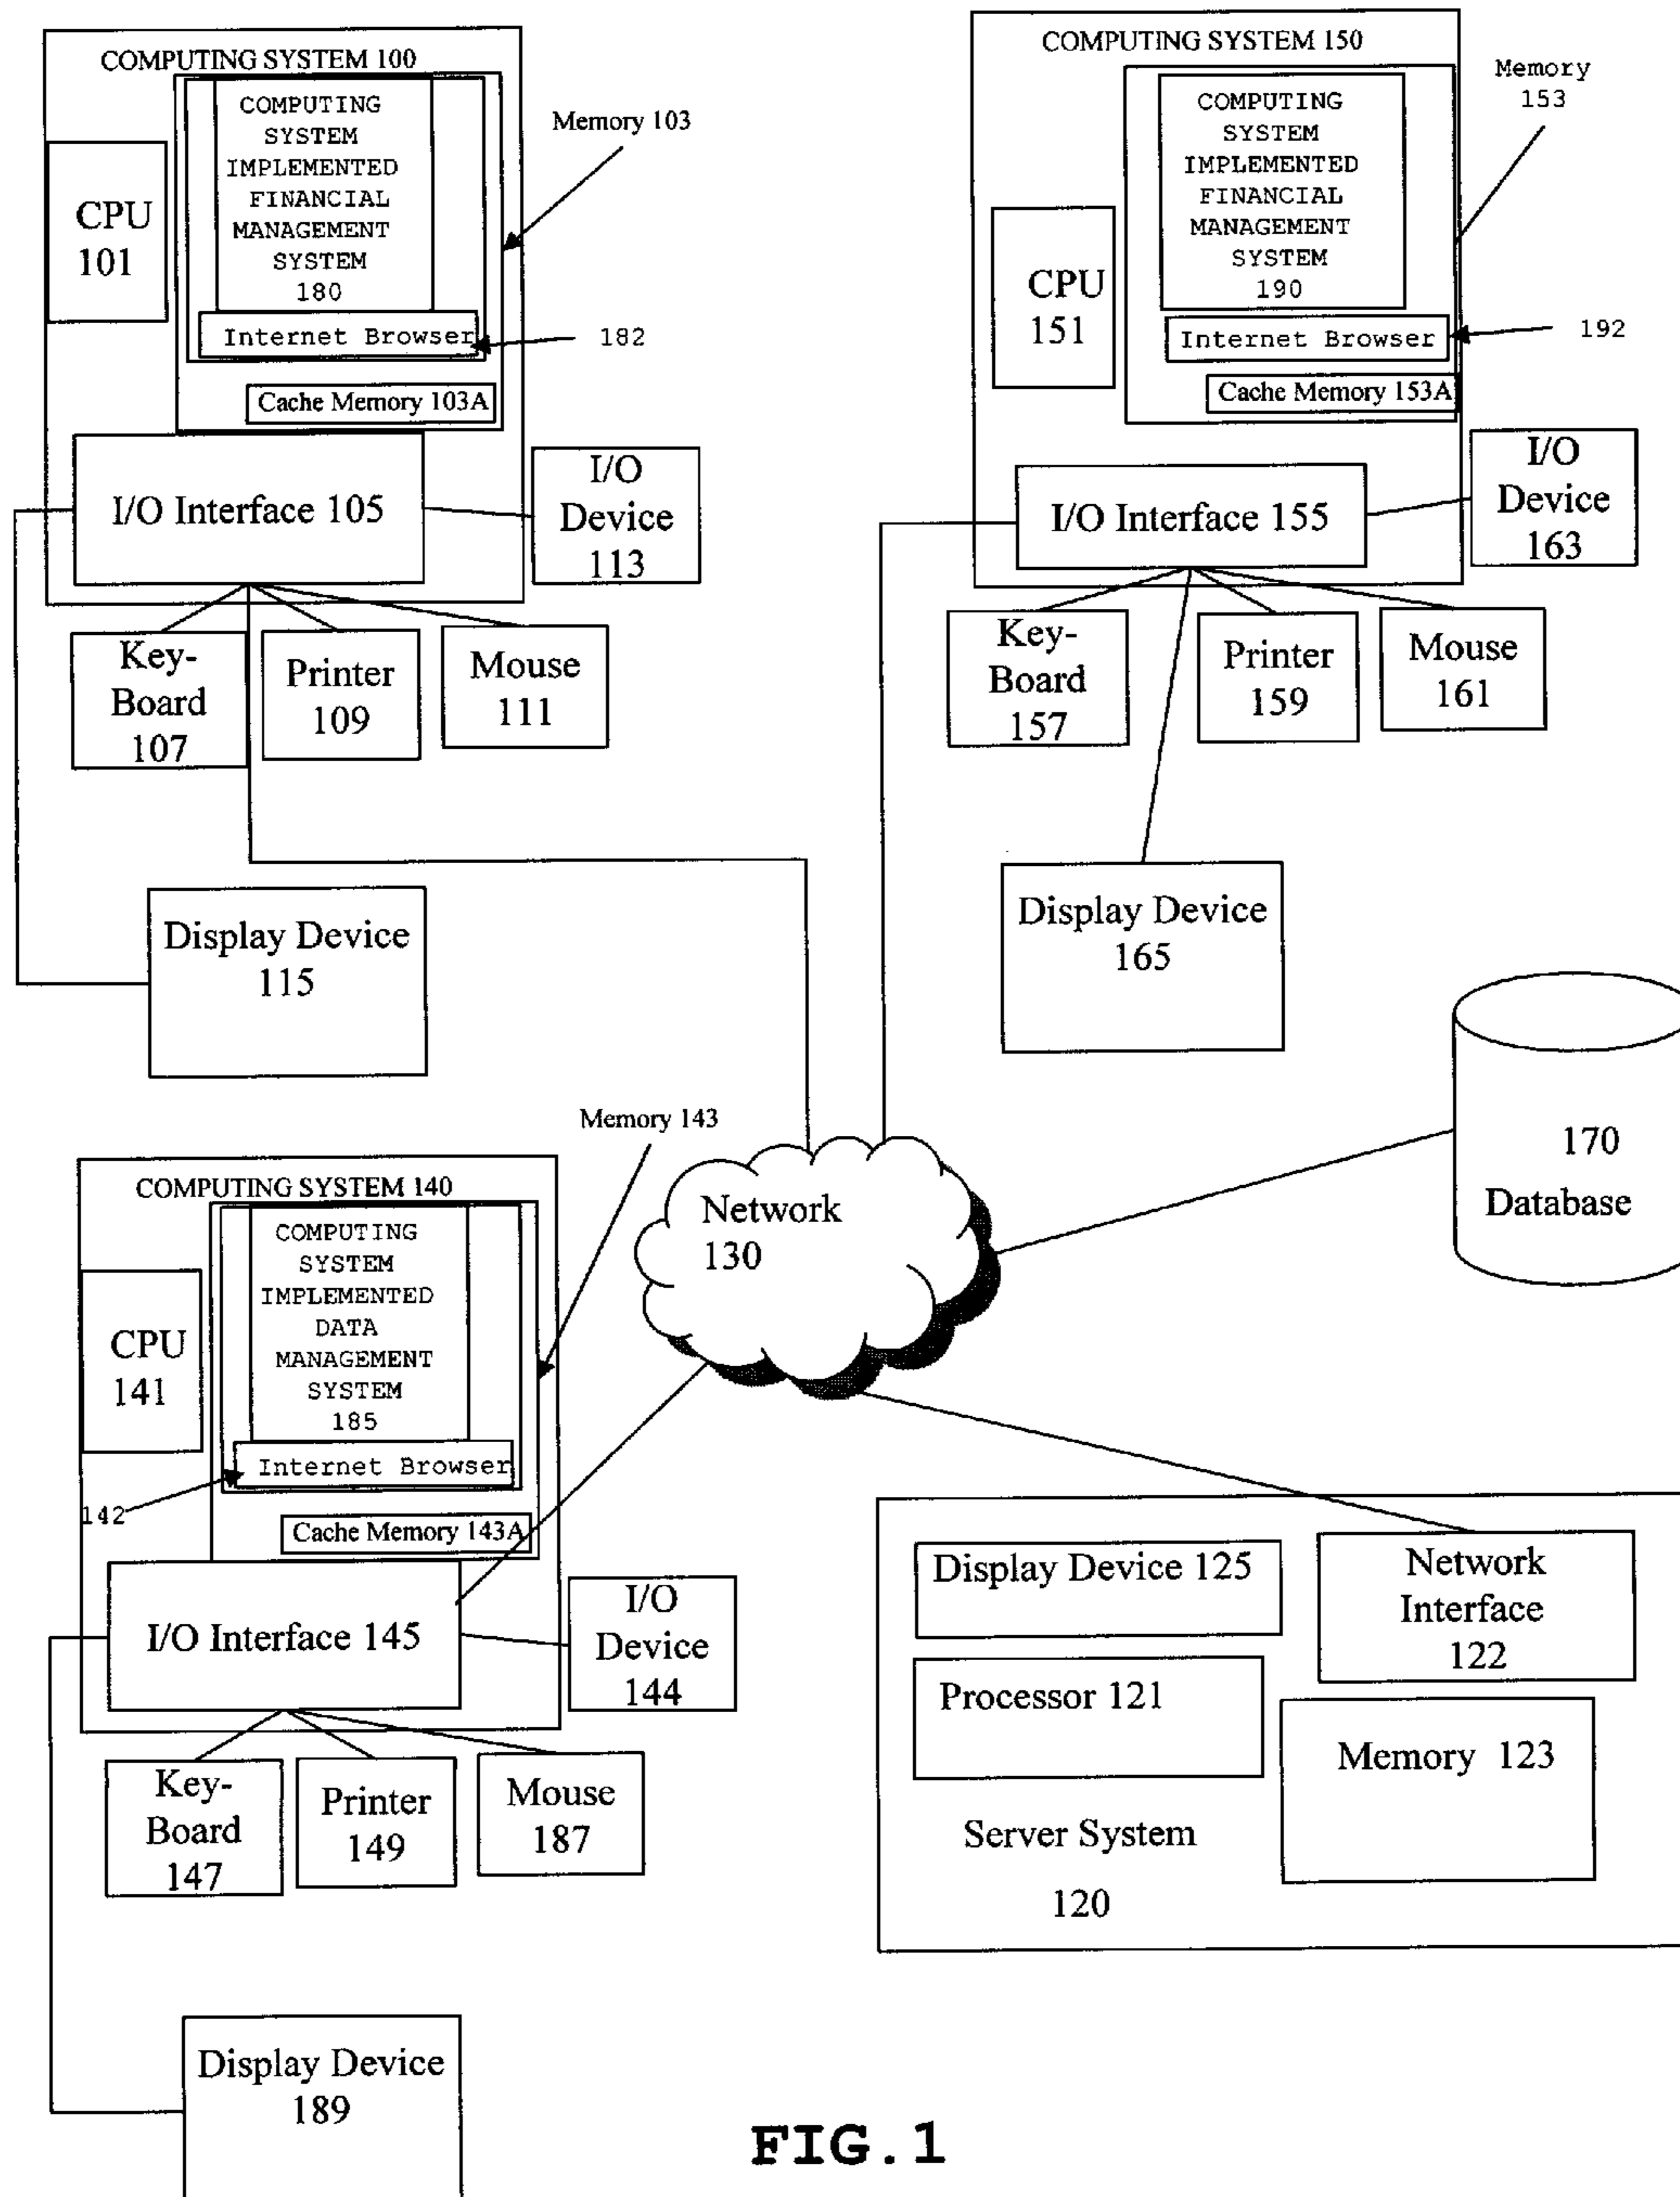 COMPUTING SYSTEM 100
COMPUTING
SYSTEM
IMPLEMENTED
FINANCIAL
MANAGEMENT
SYSTEM
180
Internet Browser
182
Cache Memory 103A
Memory 103
CPU
101
I/O Interface 105
I/O
Device
113
Key-
Board
107
Printer
109
Mouse
111
Display Device
115
COMPUTING SYSTEM 150
COMPUTING
SYSTEM
IMPLEMENTED
FINANCIAL
MANAGEMENT
SYSTEM
190
Internet Browser
192
Cache Memory 153A
Memory
153
CPU
151
I/O Interface 155
I/O
Device
163
Key-
Board
157
Printer
159
Mouse
161
Display Device
165
170
Database
Network
130
Memory 143
COMPUTING SYSTEM 140
COMPUTING
SYSTEM
IMPLEMENTED
DATA
MANAGEMENT
SYSTEM
185
Internet Browser
142
Cache Memory 143A
CPU
141
I/O Interface 145
I/O
Device
144
Key-
Board
147
Printer
149
Mouse
187
Display Device
189
Display Device 125
Network
Interface
122
Processor 121
Memory 123
Server System
120
FIG.1